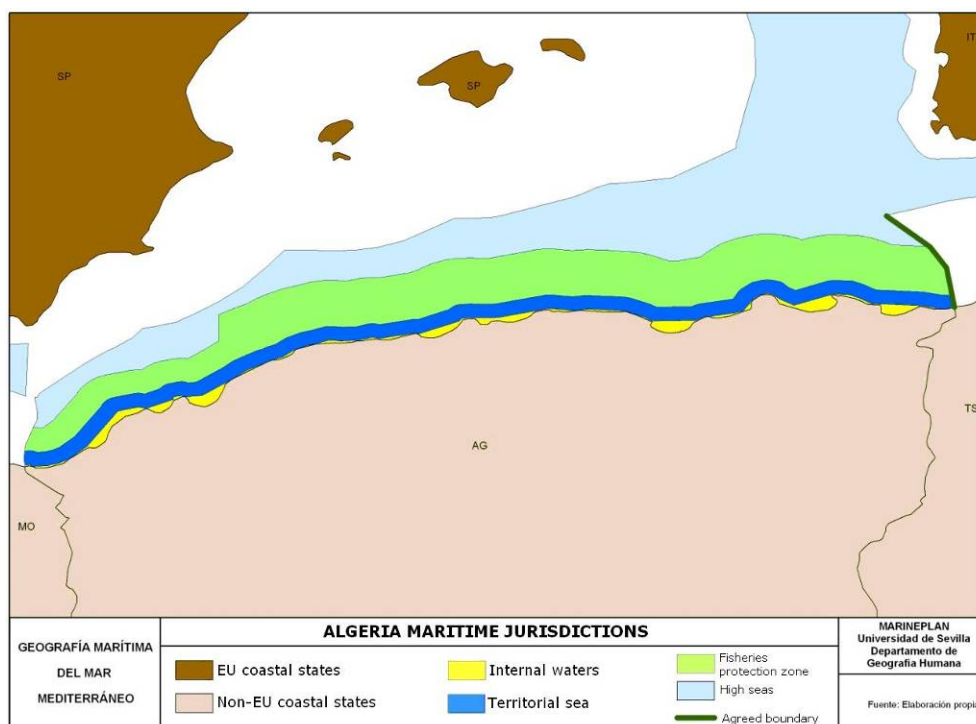 SP
SP
IT
AG
MO
TS
GEOGRAFÍA MARÍTIMA
DEL MAR
MEDITERRÁNEO
ALGERIA MARITIME JURISDICTIONS
EU coastal states
Non-EU coastal states
Internal waters
Territorial sea
Fisheries
protection zone
High seas
Agreed boundary
MARINEPLAN
Universidad de Sevilla
Departamento de
Geografía Humana
Fuente: Elaboración propi